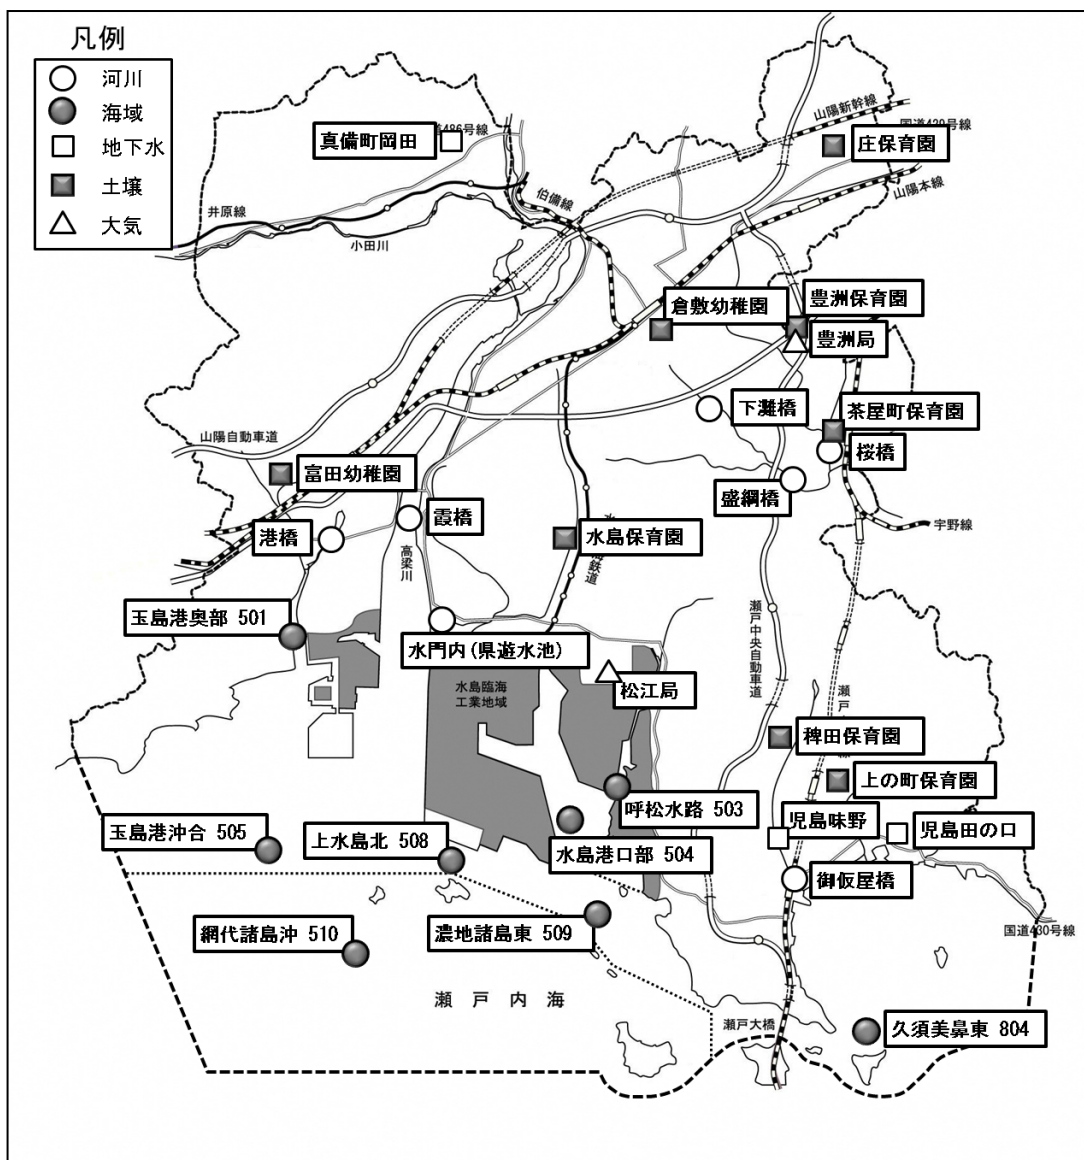 凡例
河川
海域
地下水
土壌
大気
真備町岡田
486号線
山陽新幹線
国道429号線
庄保育園
山陽本線
伯備線
井原線
小田川
倉敷幼稚園
豊洲保育園
豊洲局
下灘橋
茶屋町保育園
桜橋
盛綱橋
山陽自動車道
富田幼稚園
霞橋
港橋
高梁川
水島保育園
宇野線
玉島港奥部 501
水門内(県遊水池)
松江局
水島臨海
工業地域
瀬戸中央自動車道
稗田保育園
上の町保育園
呼松水路 503
児島味野
児島田の口
玉島港沖合 505
上水島北 508
水島港口部 504
御仮屋橋
網代諸島沖 510
濃地諸島東 509
国道430号線
瀬戸内海
瀬戸大橋
久須美鼻東 804